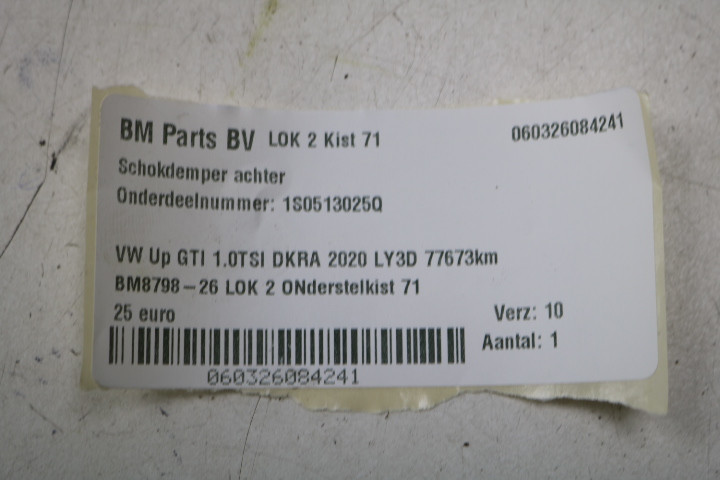 BM Parts BV LOK 2 Kist 71 060326084241
Schokdemper achter
Onderdeelnummer: 1S0513025Q
VW Up GTI 1.0TSI DKRA 2020 LY3D 77673km
BM8798-26 LOK 2 ONderstelkist 71
25 euro Verz: 10
Aantal: 1
060326084241